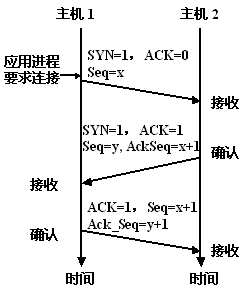 主机 1 主机 2
SYN=1， ACK=0
应用进程
要求连接
Seq=x
接收
SYN=1， ACK=1
Seq=y, AckSeq=x+1
确认
接收
ACK=1， Seq=x+1
确认
Ack_Seq=y+1
接收
时间 时间